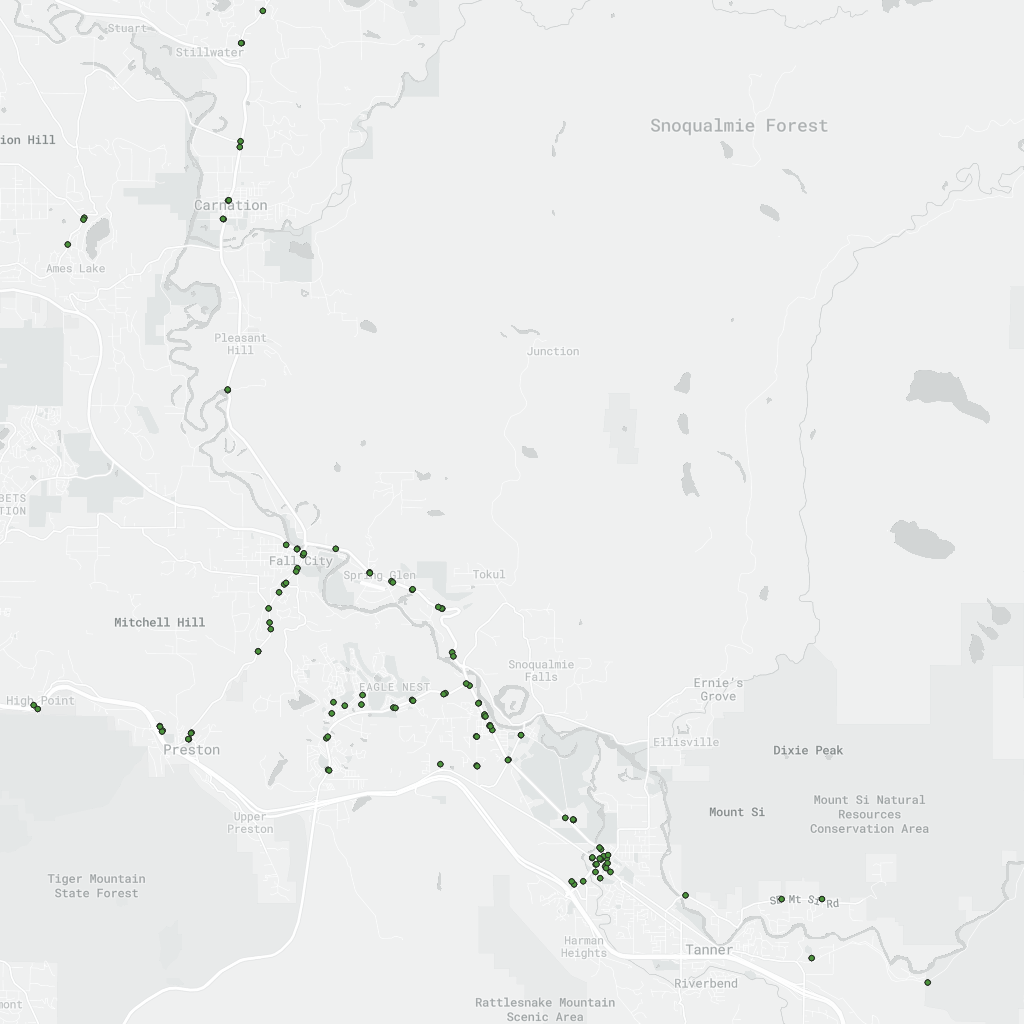 Stuart
Stillwater
Snoqualmie Forest
ion Hill
Carnation
Ames Lake
Pleasant
Hill
Junction
BETS
TION
Fall City
Spring Glen
Tokul
Mitchell Hill
Snoqualmie
Falls
EAGLE NEST
Ernie's
Grove
High Point
Preston
Ellisville
Dixie Peak
Mount Si
Mount Si Natural
Resources
Conservation Area
Upper
Preston
Tiger Mountain
State Forest
SE Mt Si Rd
Harman
Heights
Tanner
Riverbend
mont
Rattlesnake Mountain
Scenic Area